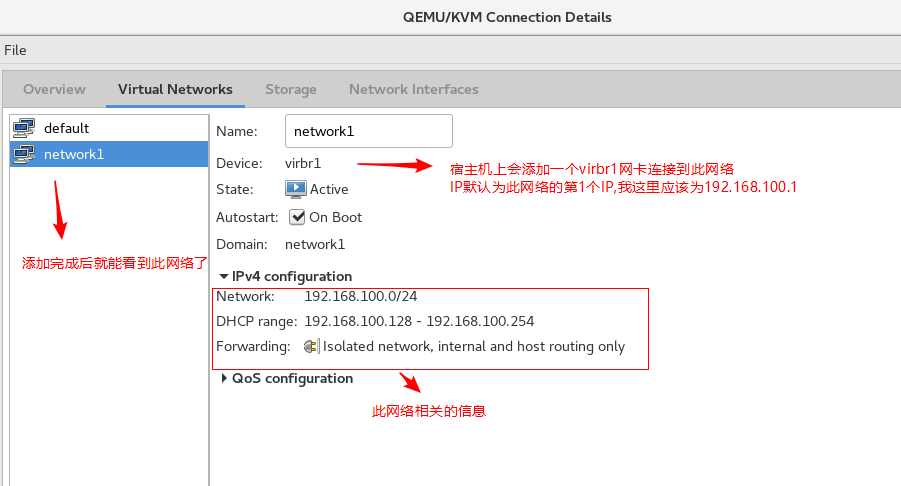 QEMU/KVM Connection Details
File
Overview
Virtual Networks
Storage
Network Interfaces
default
network1
添加完成后就能看到此网络了
Name: network1
Device: virbr1
宿主机上会添加一个virbr1网卡连接到此网络
IP默认为此网络的第1个IP,我这里应该为192.168.100.1
State: Active
Autostart: On Boot
Domain: network1
IPv4 configuration
Network: 192.168.100.0/24
DHCP range: 192.168.100.128 - 192.168.100.254
Forwarding: Isolated network, internal and host routing only
QoS configuration
此网络相关的信息